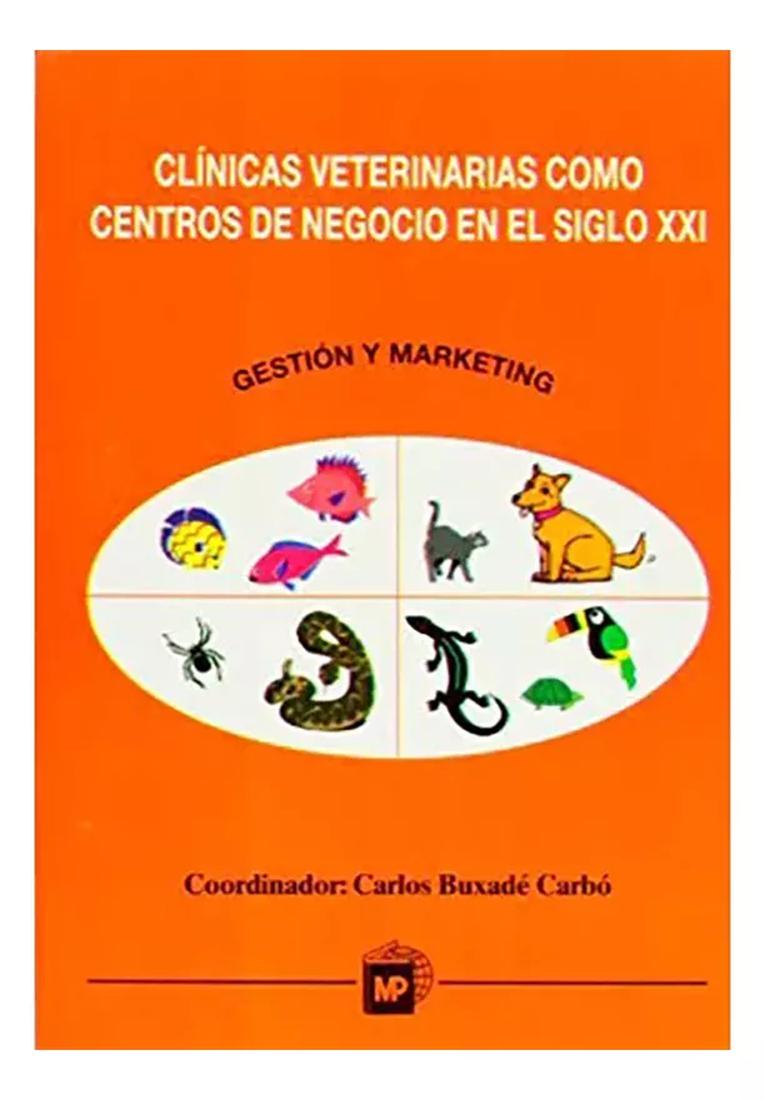 CLÍNICAS VETERINARIAS COMO
CENTROS DE NEGOCIO EN EL SIGLO XXI
GESTIÓN Y MARKETING
Coordinador: Carlos Buxadé Carbó
MP